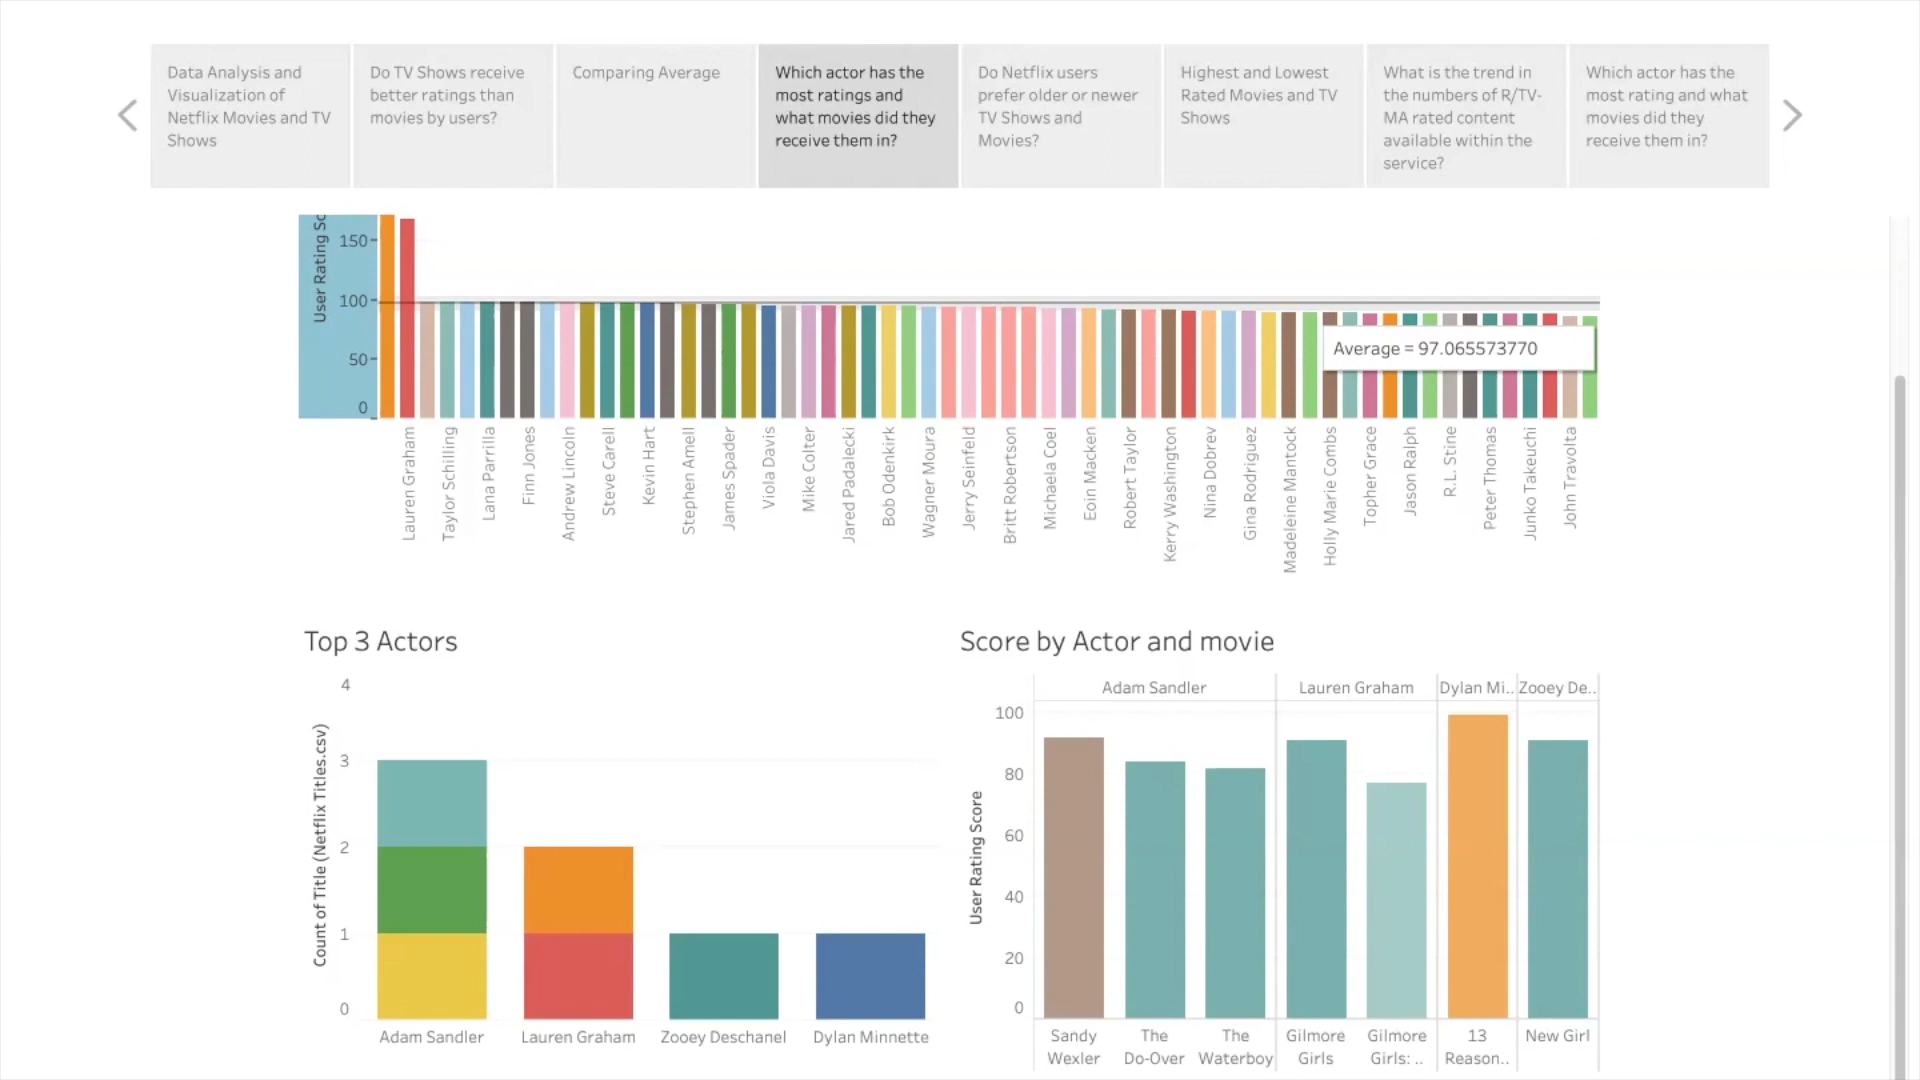 Data Analysis and
Visualization of
Netflix Movies and TV
Shows
Do TV Shows receive
better ratings than
movies by users?
Comparing Average
Which actor has the
most ratings and
what movies did they
receive them in?
Do Netflix users
prefer older or newer
TV Shows and
Movies?
Highest and Lowest
Rated Movies and TV
Shows
What is the trend in
the numbers of R/TV-
MA rated content
available within the
service?
Which actor has the
most rating and what
movies did they
receive them in?
User Rating Sc
150
100
50
0
Average = 97.065573770
Lauren Graham
Taylor Schilling
Lana Parrilla
Finn Jones
Andrew Lincoln
Steve Carell
Kevin Hart
Stephen Amell
James Spader
Viola Davis
Mike Colter
Jared Padalecki
Bob Odenkirk
Wagner Moura
Jerry Seinfeld
Britt Robertson
Michaela Coel
Eoin Macken
Robert Taylor
Kerry Washington
Nina Dobrev
Gina Rodriguez
Madeleine Mantock
Holly Marie Combs
Topher Grace
Jason Ralph
R.L. Stine
Peter Thomas
Junko Takeuchi
John Travolta
Top 3 Actors
Count of Title (Netflix Titles.csv)
4
3
2
1
0
Adam Sandler
Lauren Graham
Zooey Deschanel
Dylan Minnette
Score by Actor and movie
Adam Sandler
Lauren Graham
Dylan Mi..
Zooey De..
User Rating Score
100
80
60
40
20
0
Sandy
Wexler
The
Do-Over
The
Waterboy
Gilmore
Girls
Gilmore
Girls: ..
13
Reason..
New Girl